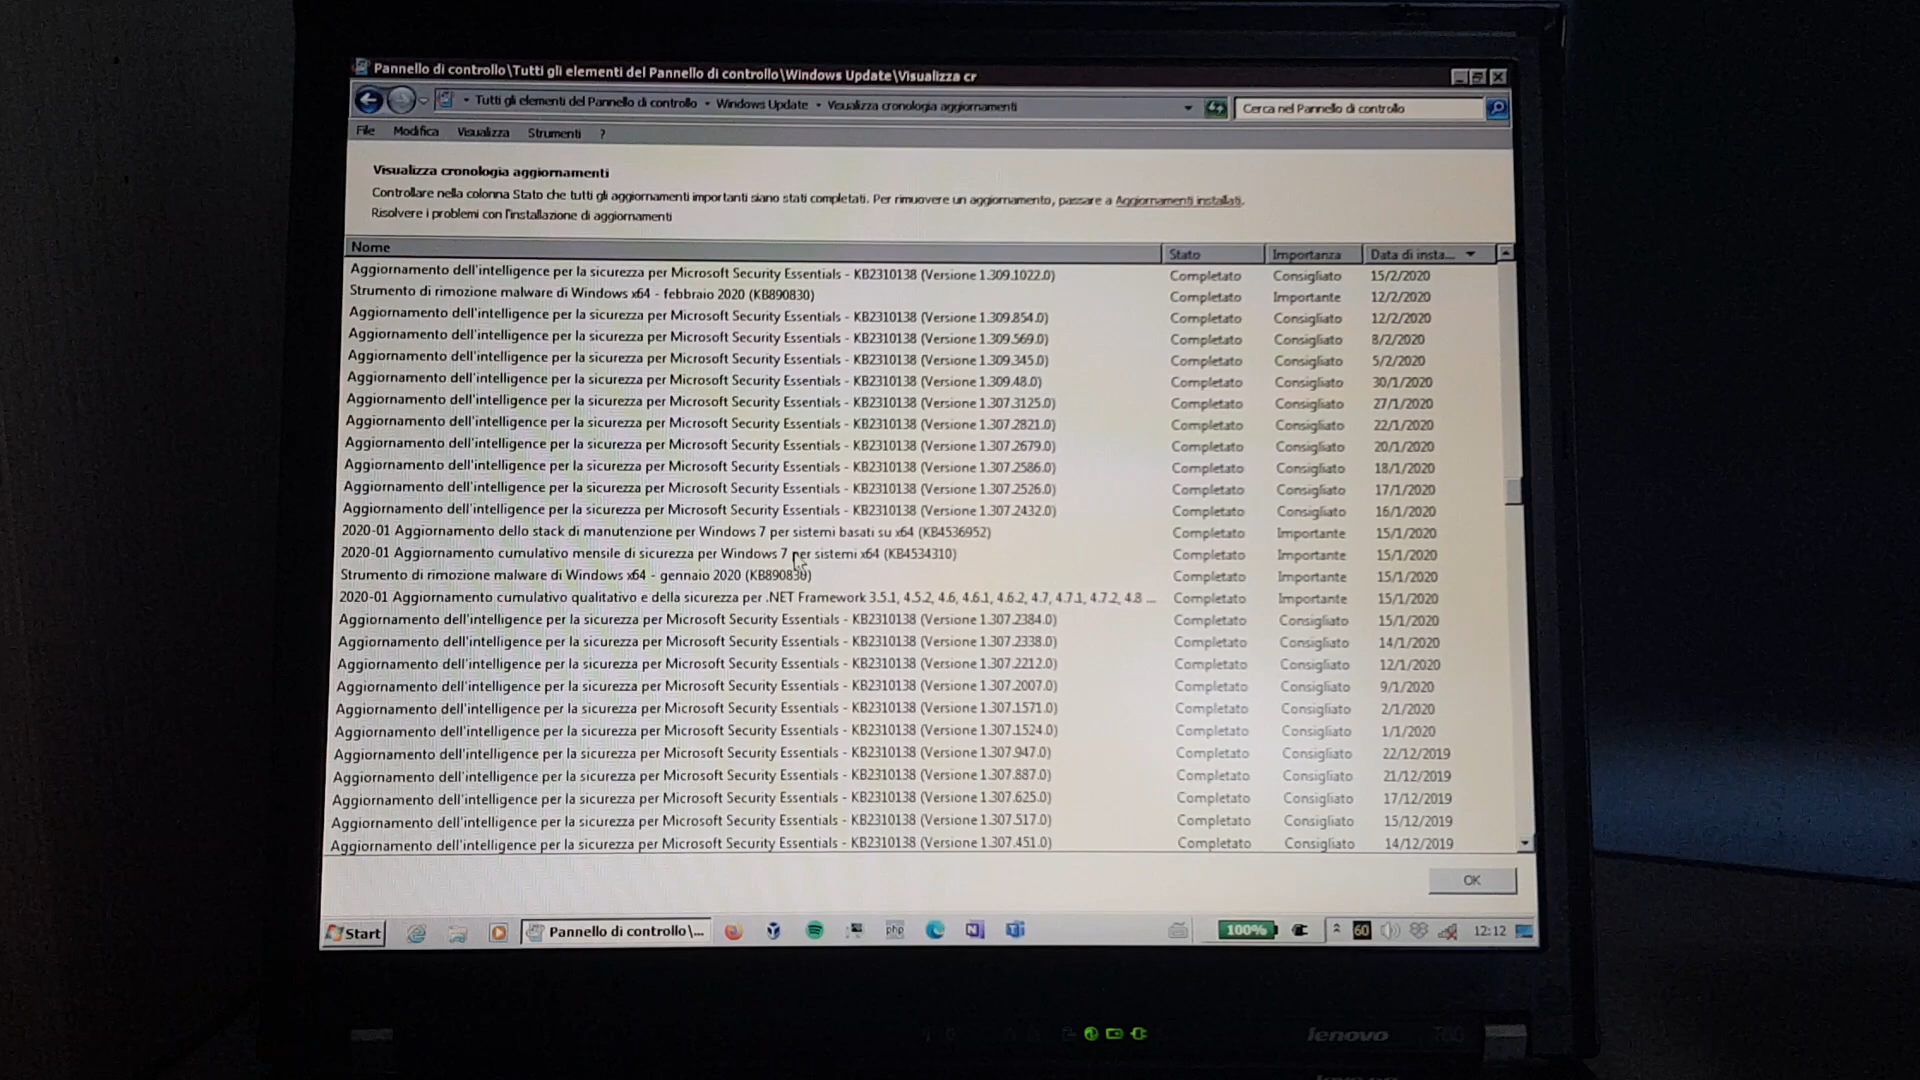 Pannello di controllo\Tutti gli elementi del Pannello di controllo\Windows Update\Visualizza cr
Tutti gli elementi del Pannello di controllo Windows Update Visualizza cronologia aggiornamenti Cerca nel Pannello di controllo
File Modifica Visualizza Strumenti ?
Visualizza cronologia aggiornamenti
Controllare nella colonna Stato che tutti gli aggiornamenti importanti siano stati completati. Per rimuovere un aggiornamento, passare a Aggiornamenti installati.
Risolvere i problemi con l'installazione di aggiornamenti
Nome Stato Importanza Data di insta...
Aggiornamento dell'intelligence per la sicurezza per Microsoft Security Essentials - KB2310138 (Versione 1.309.1022.0) Completato Consigliato 15/2/2020
Strumento di rimozione malware di Windows x64 - febbraio 2020 (KB890830) Completato Importante 12/2/2020
Aggiornamento dell'intelligence per la sicurezza per Microsoft Security Essentials - KB2310138 (Versione 1.309.854.0) Completato Consigliato 12/2/2020
Aggiornamento dell'intelligence per la sicurezza per Microsoft Security Essentials - KB2310138 (Versione 1.309.569.0) Completato Consigliato 8/2/2020
Aggiornamento dell'intelligence per la sicurezza per Microsoft Security Essentials - KB2310138 (Versione 1.309.345.0) Completato Consigliato 5/2/2020
Aggiornamento dell'intelligence per la sicurezza per Microsoft Security Essentials - KB2310138 (Versione 1.309.48.0) Completato Consigliato 30/1/2020
Aggiornamento dell'intelligence per la sicurezza per Microsoft Security Essentials - KB2310138 (Versione 1.307.3125.0) Completato Consigliato 27/1/2020
Aggiornamento dell'intelligence per la sicurezza per Microsoft Security Essentials - KB2310138 (Versione 1.307.2821.0) Completato Consigliato 22/1/2020
Aggiornamento dell'intelligence per la sicurezza per Microsoft Security Essentials - KB2310138 (Versione 1.307.2679.0) Completato Consigliato 20/1/2020
Aggiornamento dell'intelligence per la sicurezza per Microsoft Security Essentials - KB2310138 (Versione 1.307.2586.0) Completato Consigliato 18/1/2020
Aggiornamento dell'intelligence per la sicurezza per Microsoft Security Essentials - KB2310138 (Versione 1.307.2526.0) Completato Consigliato 17/1/2020
Aggiornamento dell'intelligence per la sicurezza per Microsoft Security Essentials - KB2310138 (Versione 1.307.2432.0) Completato Consigliato 16/1/2020
2020-01 Aggiornamento dello stack di manutenzione per Windows 7 per sistemi basati su x64 (KB4536952) Completato Importante 15/1/2020
2020-01 Aggiornamento cumulativo mensile di sicurezza per Windows 7 per sistemi x64 (KB4534310) Completato Importante 15/1/2020
Strumento di rimozione malware di Windows x64 - gennaio 2020 (KB890830) Completato Importante 15/1/2020
2020-01 Aggiornamento cumulativo qualitativo e della sicurezza per .NET Framework 3.5.1, 4.5.2, 4.6, 4.6.1, 4.6.2, 4.7, 4.7.1, 4.7.2, 4.8 ... Completato Importante 15/1/2020
Aggiornamento dell'intelligence per la sicurezza per Microsoft Security Essentials - KB2310138 (Versione 1.307.2384.0) Completato Consigliato 15/1/2020
Aggiornamento dell'intelligence per la sicurezza per Microsoft Security Essentials - KB2310138 (Versione 1.307.2338.0) Completato Consigliato 14/1/2020
Aggiornamento dell'intelligence per la sicurezza per Microsoft Security Essentials - KB2310138 (Versione 1.307.2212.0) Completato Consigliato 12/1/2020
Aggiornamento dell'intelligence per la sicurezza per Microsoft Security Essentials - KB2310138 (Versione 1.307.2007.0) Completato Consigliato 9/1/2020
Aggiornamento dell'intelligence per la sicurezza per Microsoft Security Essentials - KB2310138 (Versione 1.307.1571.0) Completato Consigliato 2/1/2020
Aggiornamento dell'intelligence per la sicurezza per Microsoft Security Essentials - KB2310138 (Versione 1.307.1524.0) Completato Consigliato 1/1/2020
Aggiornamento dell'intelligence per la sicurezza per Microsoft Security Essentials - KB2310138 (Versione 1.307.947.0) Completato Consigliato 22/12/2019
Aggiornamento dell'intelligence per la sicurezza per Microsoft Security Essentials - KB2310138 (Versione 1.307.887.0) Completato Consigliato 21/12/2019
Aggiornamento dell'intelligence per la sicurezza per Microsoft Security Essentials - KB2310138 (Versione 1.307.625.0) Completato Consigliato 17/12/2019
Aggiornamento dell'intelligence per la sicurezza per Microsoft Security Essentials - KB2310138 (Versione 1.307.517.0) Completato Consigliato 15/12/2019
Aggiornamento dell'intelligence per la sicurezza per Microsoft Security Essentials - KB2310138 (Versione 1.307.451.0) Completato Consigliato 14/12/2019
OK
Start Pannello di controllo\... php 100% 60 12:12
lenovo